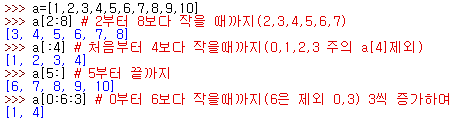 >>> a=[1,2,3,4,5,6,7,8,9,10]
>>> a[2:8] # 2부터 8보다 작을 때까지(2,3,4,5,6,7)
[3, 4, 5, 6, 7, 8]
>>> a[:4] # 처음부터 4보다 작을때까지(0,1,2,3 주의 a[4]제외)
[1, 2, 3, 4]
>>> a[5:] # 5부터 끝까지
[6, 7, 8, 9, 10]
>>> a[0:6:3] # 0부터 6보다 작을때까지(6은 제외 0,3) 3씩 증가하여
[1, 4]